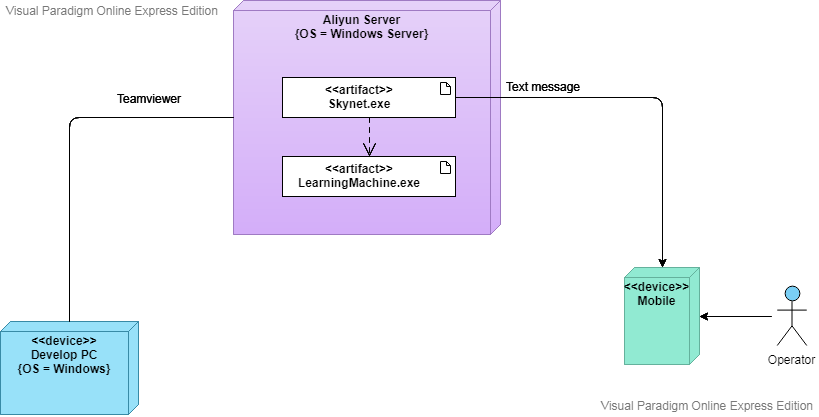 Visual Paradigm Online Express Edition
Aliyun Server
{OS = Windows Server}
<<artifact>>
Skynet.exe
Text message
Teamviewer
<<artifact>>
LearningMachine.exe
<<device>>
Mobile
<<device>>
Develop PC
{OS = Windows}
Operator
Visual Paradigm Online Express Edition